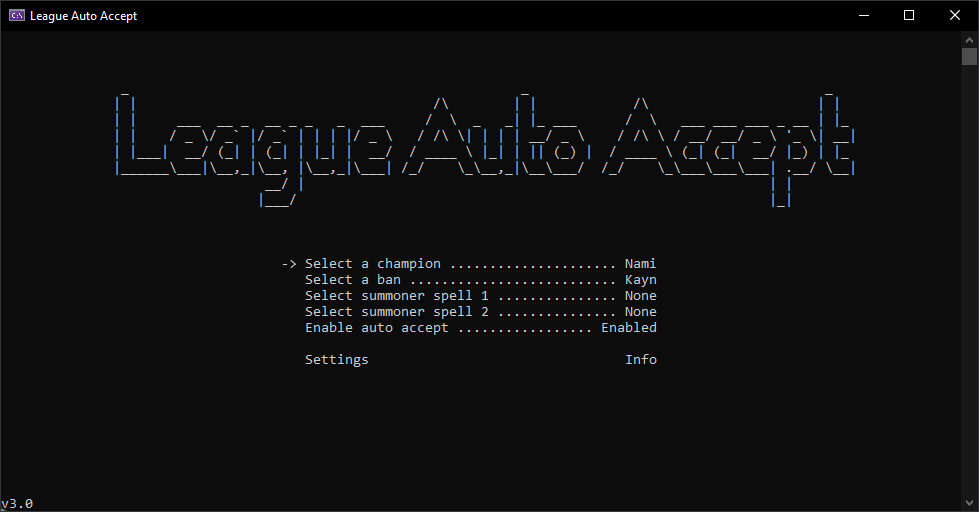 League Auto Accept
League Auto Accept
-> Select a champion ..................... Nami
Select a ban .......................... Kayn
Select summoner spell 1 ............... None
Select summoner spell 2 ............... None
Enable auto accept ................. Enabled
Settings Info
v3.0